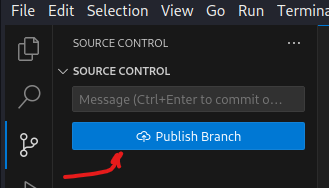 File Edit Selection View Go Run Termina
SOURCE CONTROL
SOURCE CONTROL
Message (Ctrl+Enter to commit o...
Publish Branch